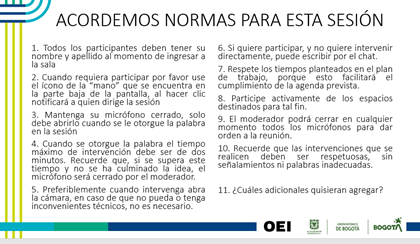 ACORDEMOS NORMAS PARA ESTA SESIÓN
1. Todos los participantes deben tener su
nombre y apellido al momento de ingresar a
la sala
2. Cuando requiera participar por favor use
el ícono de la “mano” que se encuentra en
la parte baja de la pantalla, al hacer clic
notificará a quien dirige la sesión
3. Mantenga su micrófono cerrado, solo
debe abrirlo cuando se le otorgue la palabra
en la sesión
4. Cuando se otorgue la palabra el tiempo
máximo de intervención debe ser de dos
minutos. Recuerde que, si se supera este
tiempo y no se ha culminado la idea, el
micrófono será cerrado por el moderador.
5. Preferiblemente cuando intervenga abra
la cámara, en caso de que no pueda o tenga
inconvenientes técnicos, no es necesario.
6. Si quiere participar, y no quiere intervenir
directamente, puede escribir por el chat.
7. Respete los tiempos planteados en el plan
de trabajo, porque esto facilitará el
cumplimiento de la agenda prevista.
8. Participe activamente de los espacios
destinados para tal fin.
9. El moderador podrá cerrar en cualquier
momento todos los micrófonos para dar
orden a la reunión.
10. Recuerde que las intervenciones que se
realicen deben ser respetuosas, sin
señalamientos ni palabras inadecuadas.
11. ¿Cuáles adicionales quisieran agregar?
OEI
BOGOTÁ